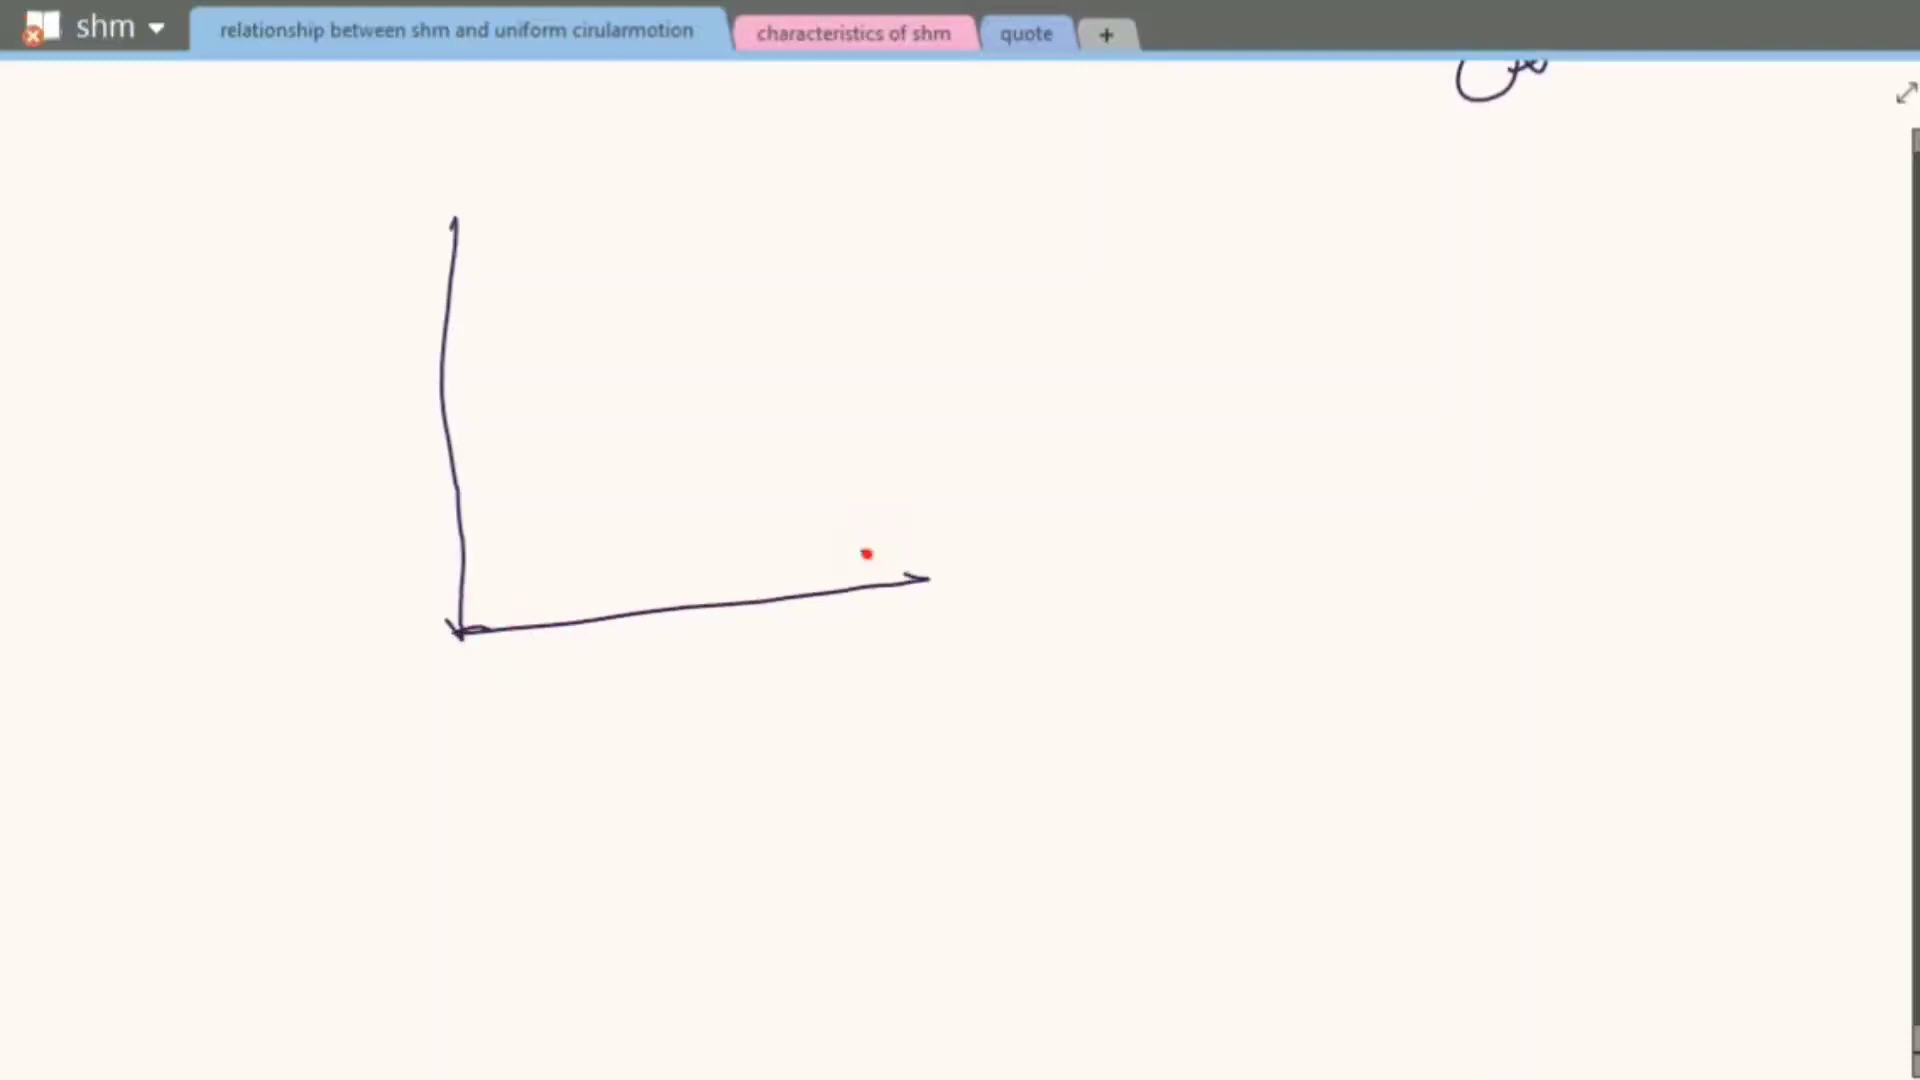 shm
relationship between shm and uniform cirularmotion
characteristics of shm
quote
+